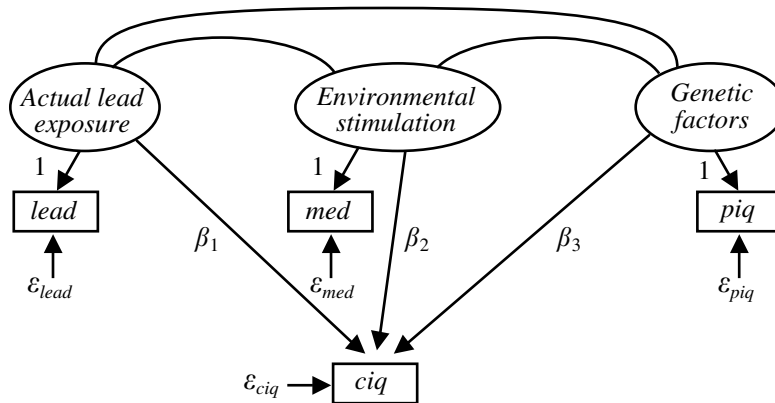 Actual lead
exposure
Environmental
stimulation
Genetic
factors
1
1
1
lead
med
piq
β1
β2
β3
εlead
εmed
εpiq
εciq
ciq